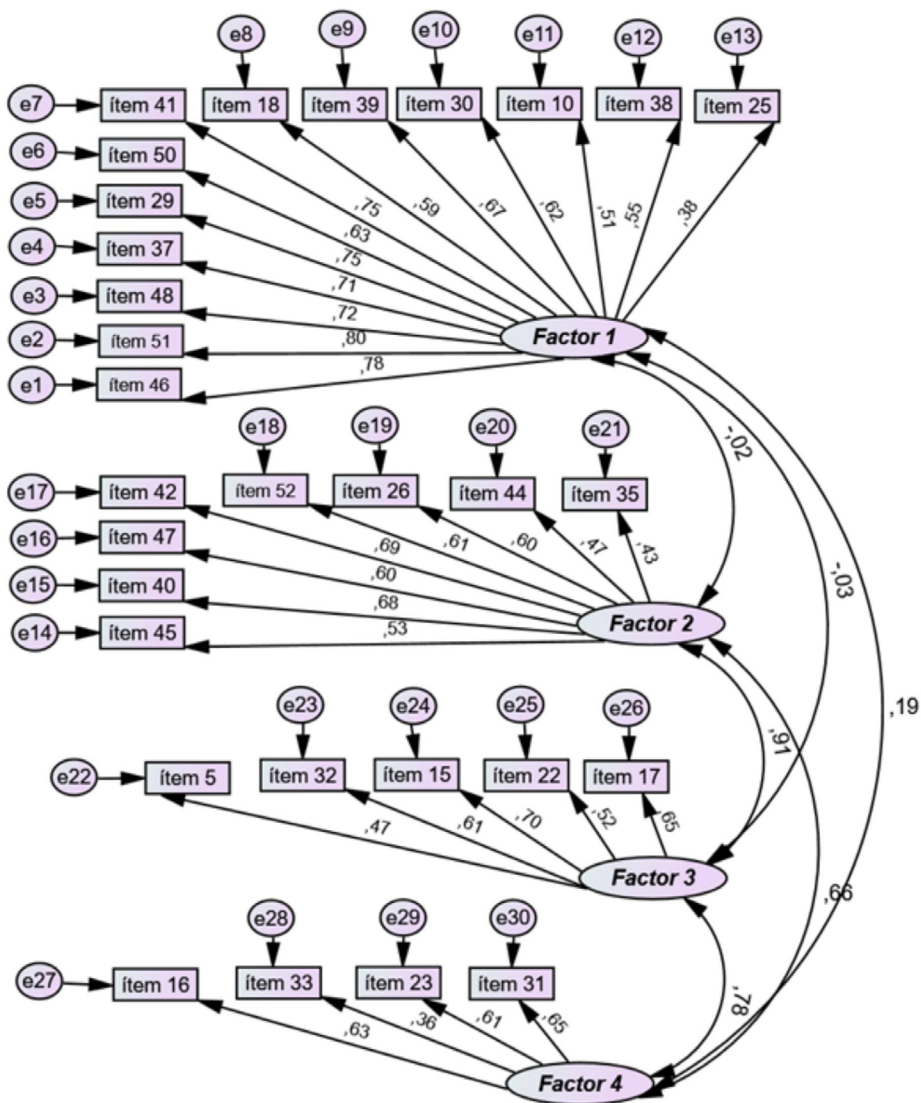 e8 e9 e10 e11 e12 e13
e7 ítem 41 ítem 18 ítem 39 ítem 30 ítem 10 ítem 38 ítem 25
e6 ítem 50
e5 ítem 29
e4 ítem 37
e3 ítem 48
e2 ítem 51
e1 ítem 46
,75 ,59 ,67 ,62 ,51 ,55 ,38
,63
,75
,71
,72
,80
,78
Factor 1
e18 e19 e20 e21
e17 ítem 42 ítem 52 ítem 26 ítem 44 ítem 35
e16 ítem 47
e15 ítem 40
e14 ítem 45
,69 ,61 ,60 ,47 ,43
,60
,68
,53
Factor 2
-,02
-,03
,19
e23 e24 e25 e26
e22 ítem 5 ítem 32 ítem 15 ítem 22 ítem 17
,47 ,61 ,70 ,52 ,65
Factor 3
,91
,66
e28 e29 e30
e27 ítem 16 ítem 33 ítem 23 ítem 31
,63 ,36 ,61 ,65
Factor 4
,78